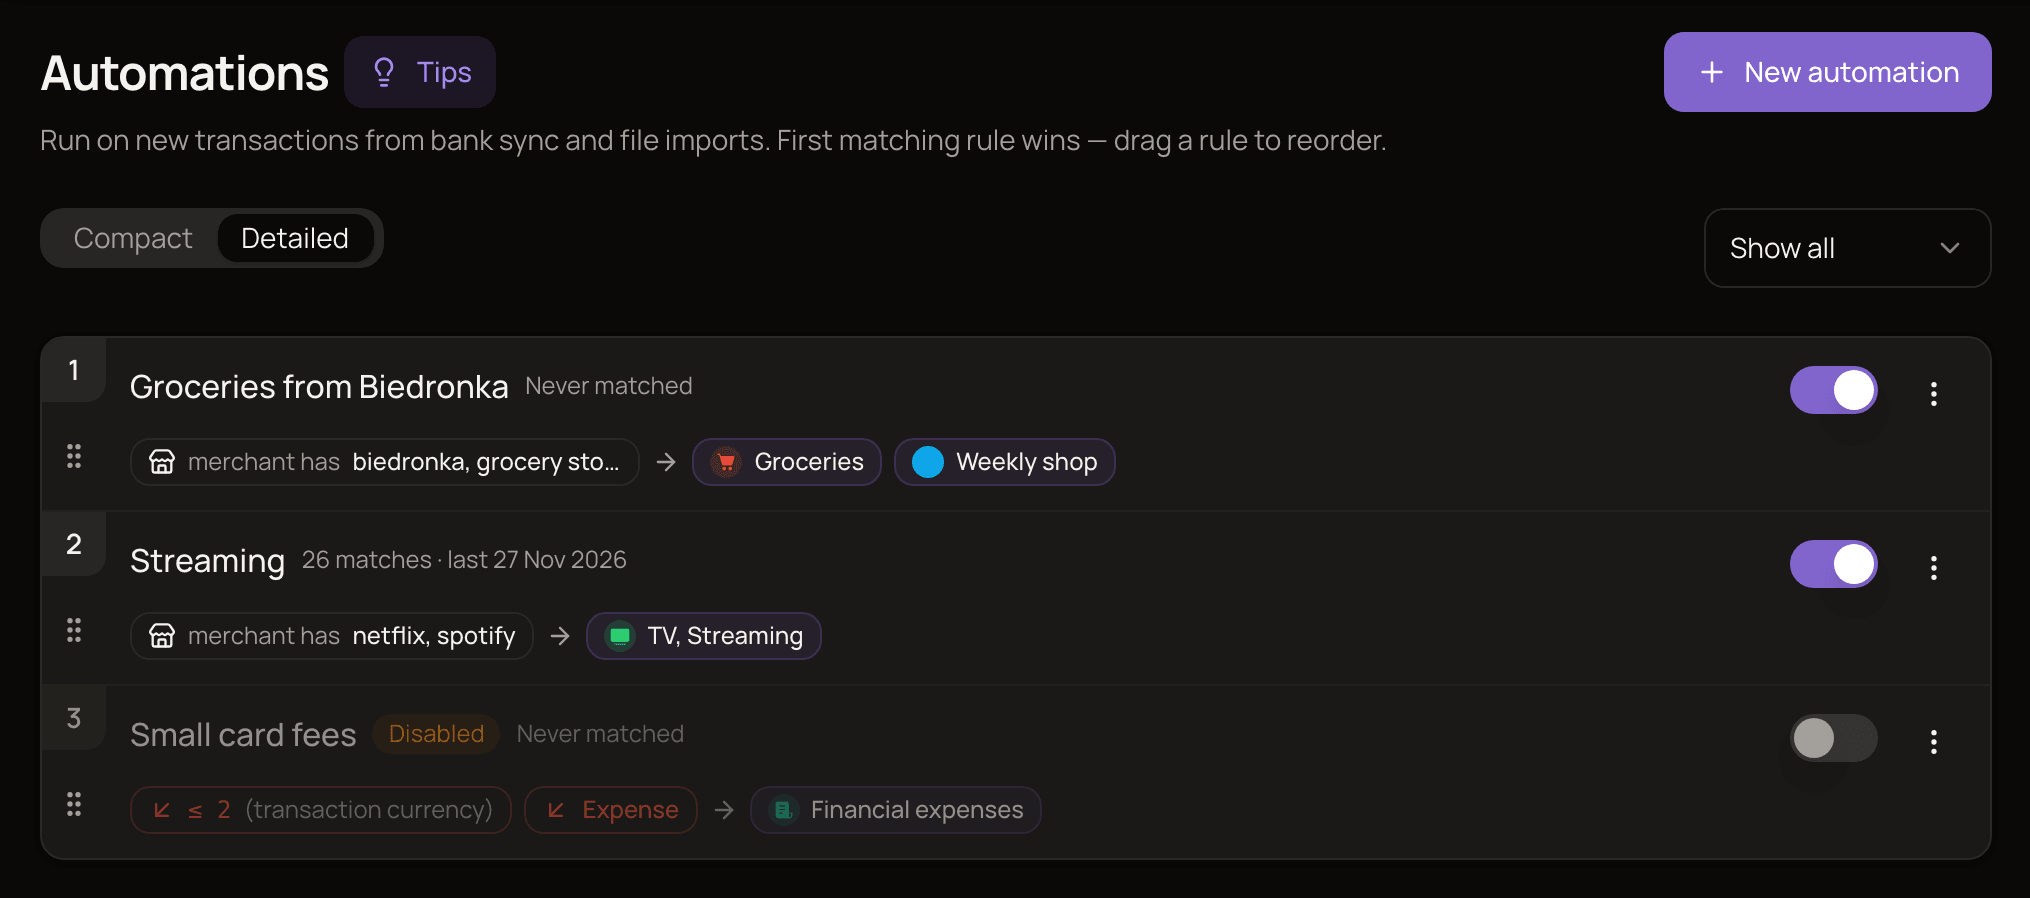 Automations
Tips
New automation
Run on new transactions from bank sync and file imports. First matching rule wins — drag a rule to reorder.
Compact
Detailed
Show all
1
Groceries from Biedronka Never matched
merchant has biedronka, grocery sto... → Groceries Weekly shop
2
Streaming 26 matches · last 27 Nov 2026
merchant has netflix, spotify → TV, Streaming
3
Small card fees Disabled Never matched
≤ 2 (transaction currency) Expense → Financial expenses